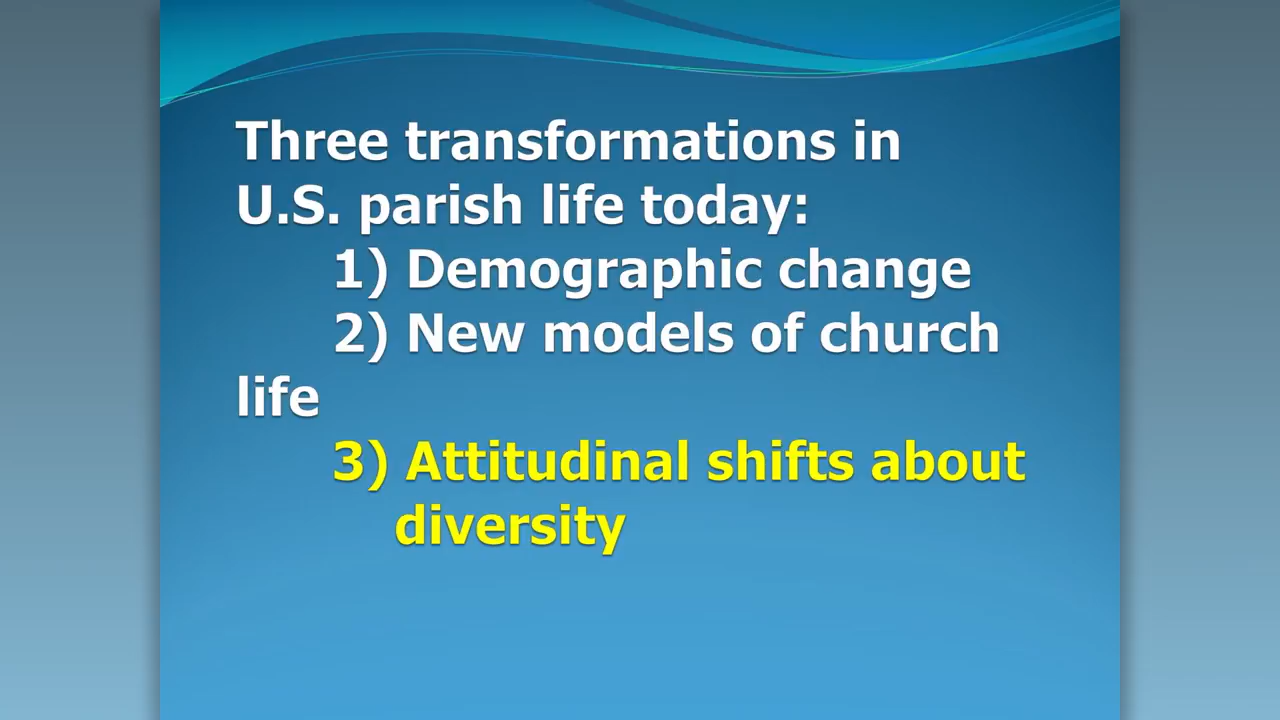 Three transformations in
U.S. parish life today:
1) Demographic change
2) New models of church
life
3) Attitudinal shifts about
diversity